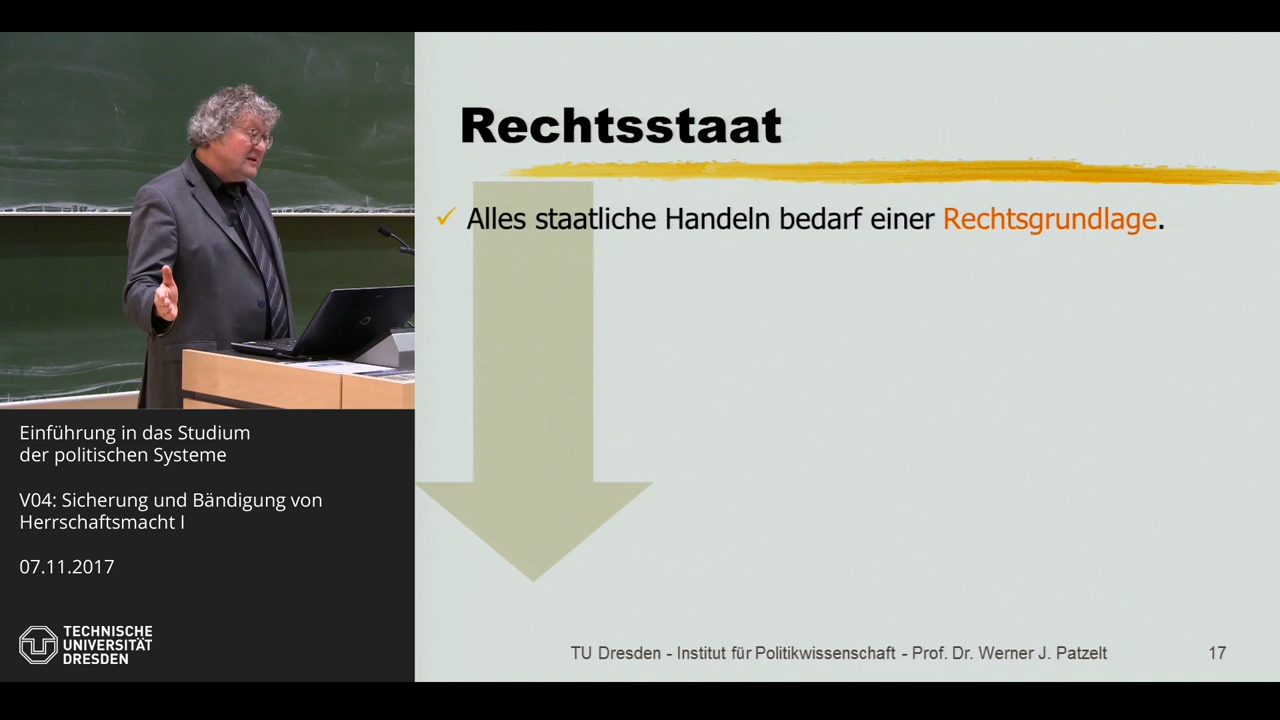 Rechtsstaat
Alles staatliche Handeln bedarf einer Rechtsgrundlage.
Einführung in das Studium
der politischen Systeme
V04: Sicherung und Bändigung von
Herrschaftsmacht I
07.11.2017
TECHNISCHE
UNIVERSITÄT
DRESDEN
TU Dresden - Institut für Politikwissenschaft - Prof. Dr. Werner J. Patzelt
17